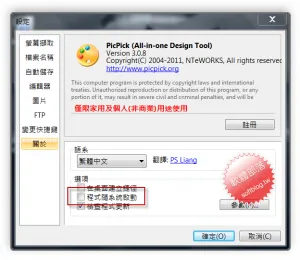 設定
螢幕擷取
檔案名稱
自動儲存
編輯器
圖片
FTP
變更快捷鍵
關於
PicPick (All-in-one Design Tool)
Version 3.0.8
Copyright(C) 2004-2011, NTeWORKS, All rights reserved.
http://www.picpick.org
This computer program is protected by copyright laws and international
treaties. Unauthorized reproduction or distribution of this program, or any
portion of it, may result in severe civil and criminal penalties, and will be
僅限家用及個人(非商業)用途使用
註冊
語系
繁體中文
翻譯: PS Liang
選項
在桌面建立捷徑
程式隨系統啟動
檢查程式更新
參數(P)...
軟體部落
softblog.tw
確定(O)
取消(C)